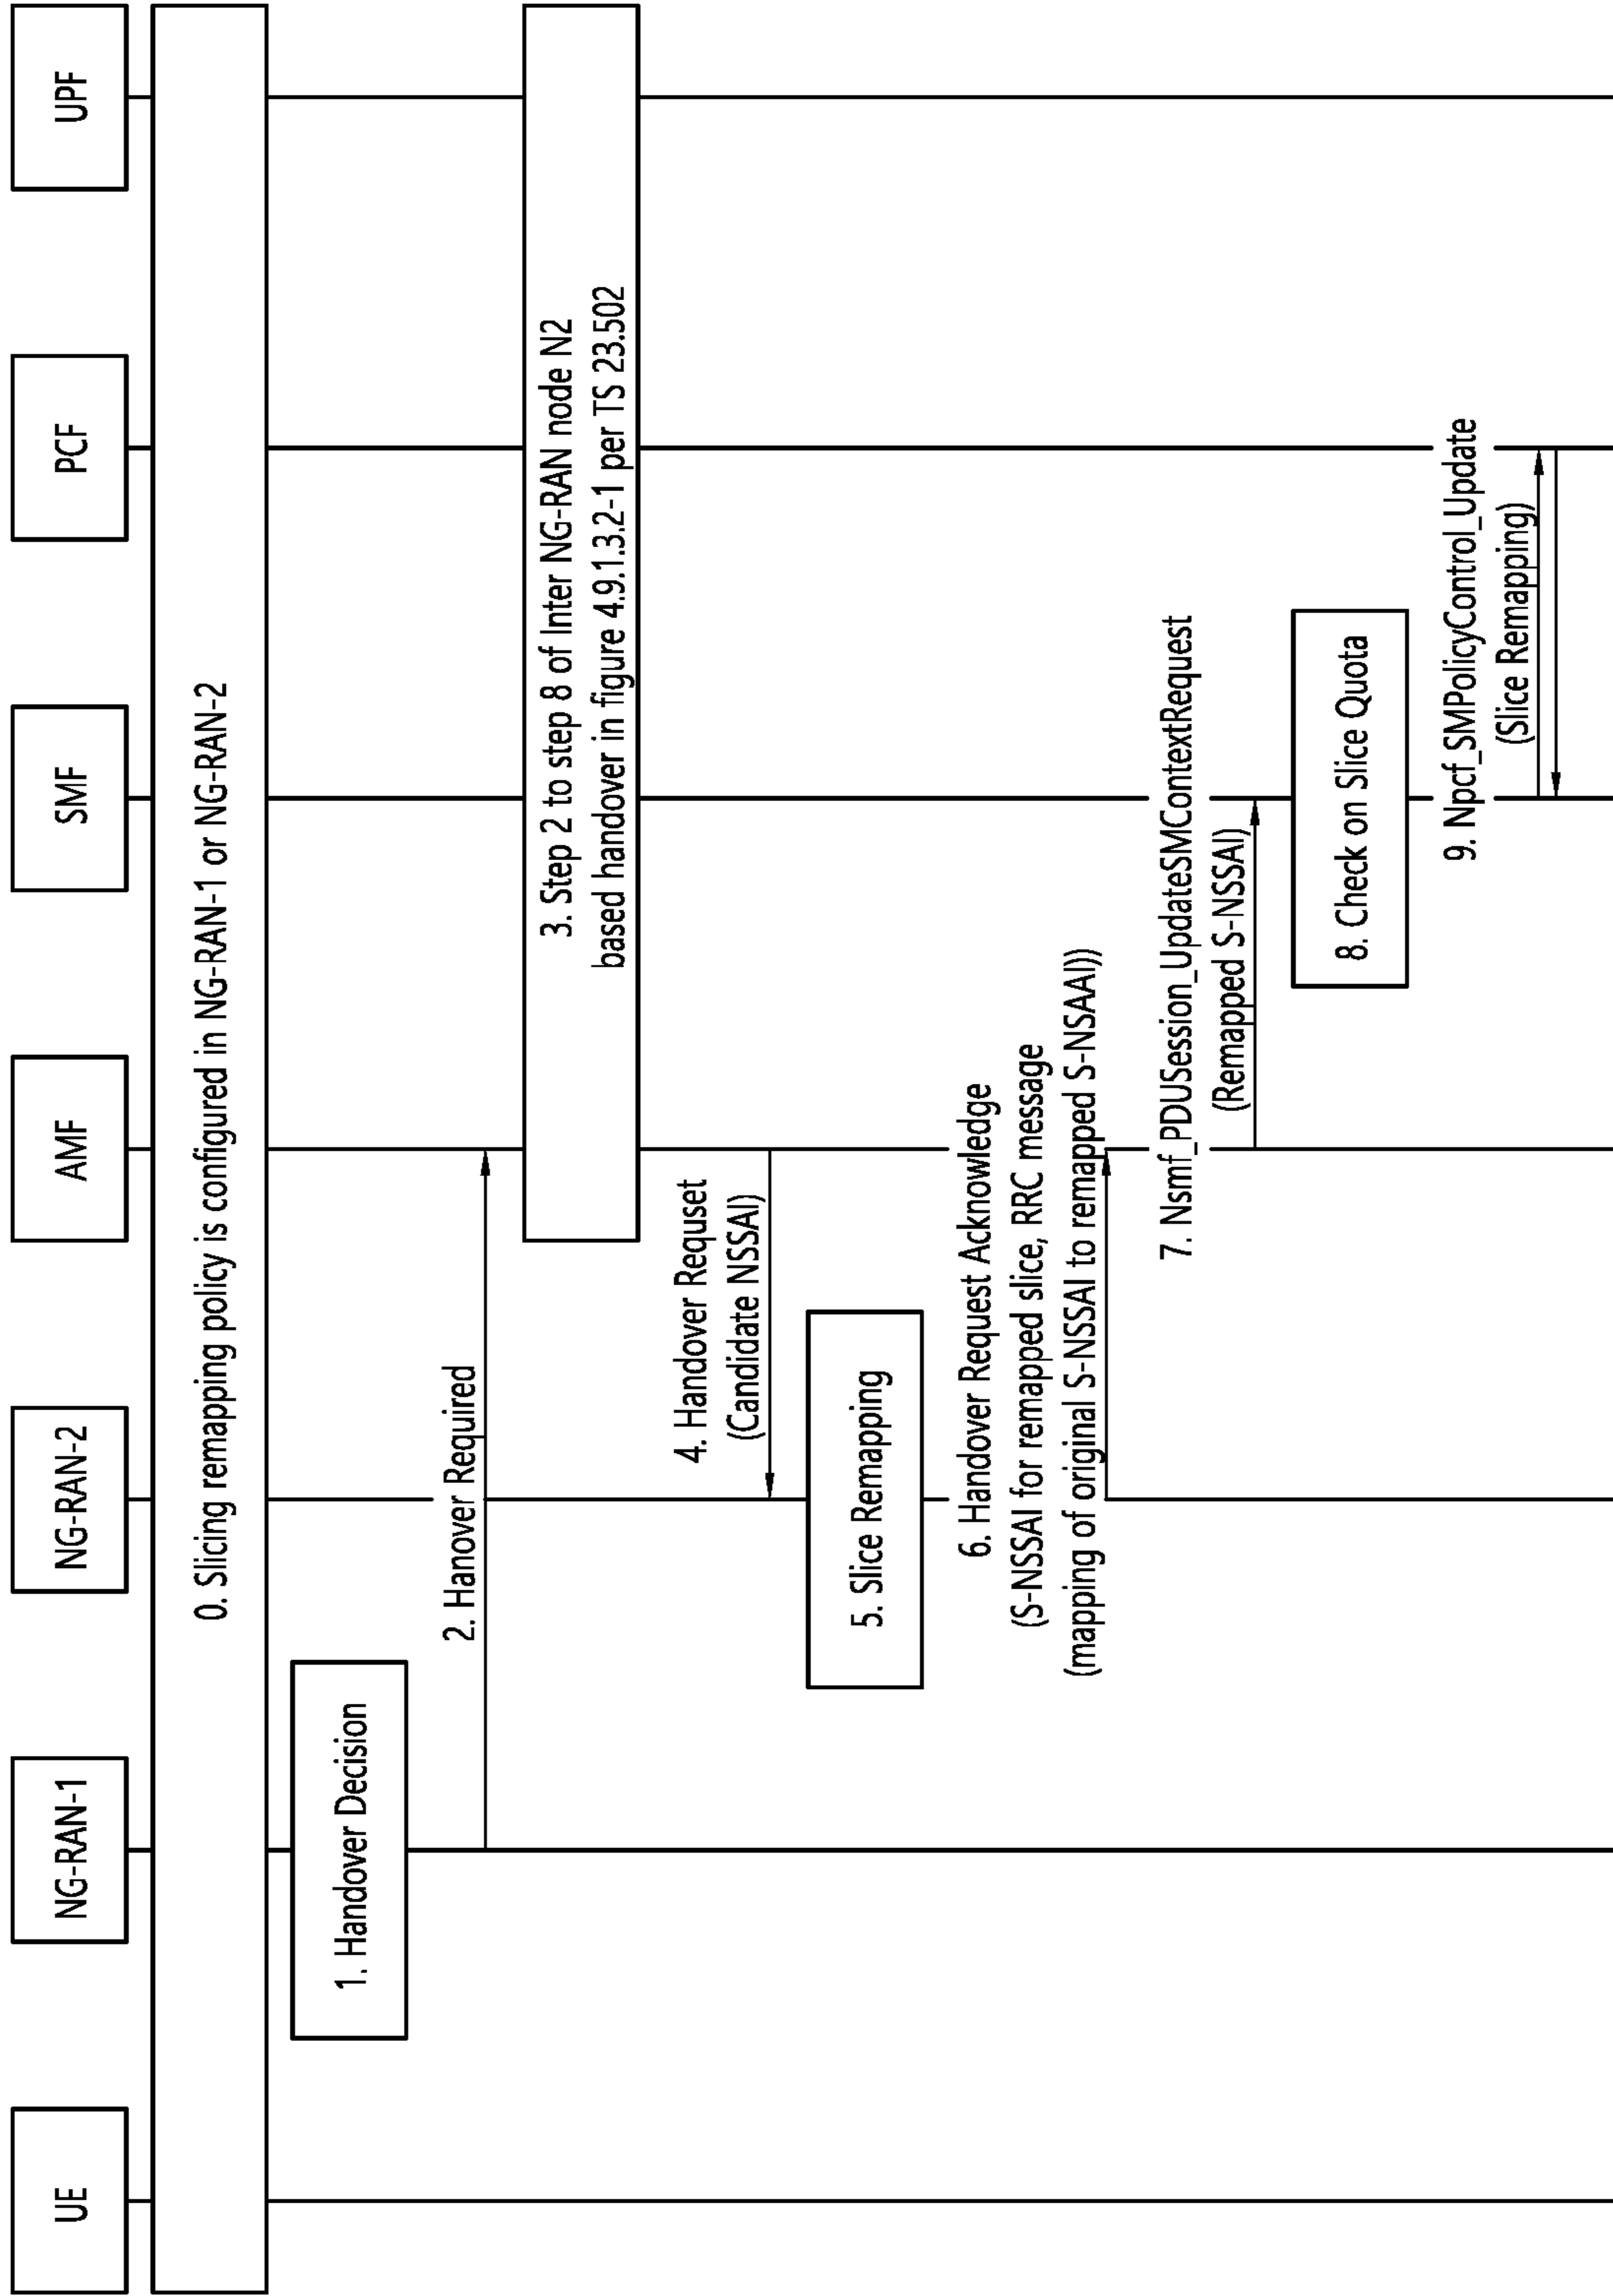 UE
NG-RAN-1
NG-RAN-2
AMF
SMF
PCF
UPF
0. Slicing remapping policy is configured in NG-RAN-1 or NG-RAN-2
1. Handover Decision
2. Hanover Required
3. Step 2 to step 8 of Inter NG-RAN node N2
based handover in figure 4.9.1.3.2-1 per TS 23.502
4. Handover Requset
(Candidate NSSAI)
5. Slice Remapping
6. Handover Request Acknowledge
(S-NSSAI for remapped slice, RRC message
(mapping of original S-NSSAI to remapped S-NSAAI))
7. Nsmf_PDUSession_UpdateSMContextRequest
(Remapped S-NSSAI)
8. Check on Slice Quota
9. Npcf_SMPolicyControl_Update
(Slice Remapping)